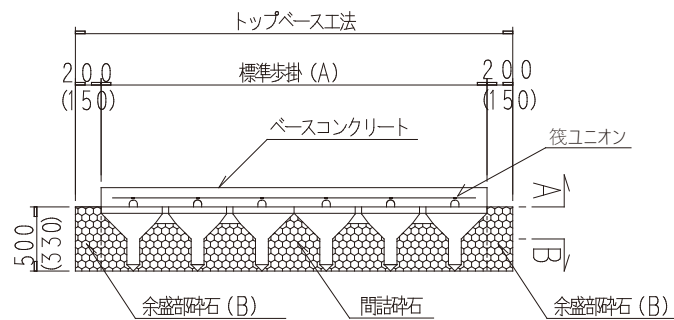 トップベース工法
200
(150)
標準歩掛(A)
200
(150)
ベースコンクリート
筏ユニオン
A
500
(330)
B
余盛部砕石(B)
間詰砕石
余盛部砕石(B)